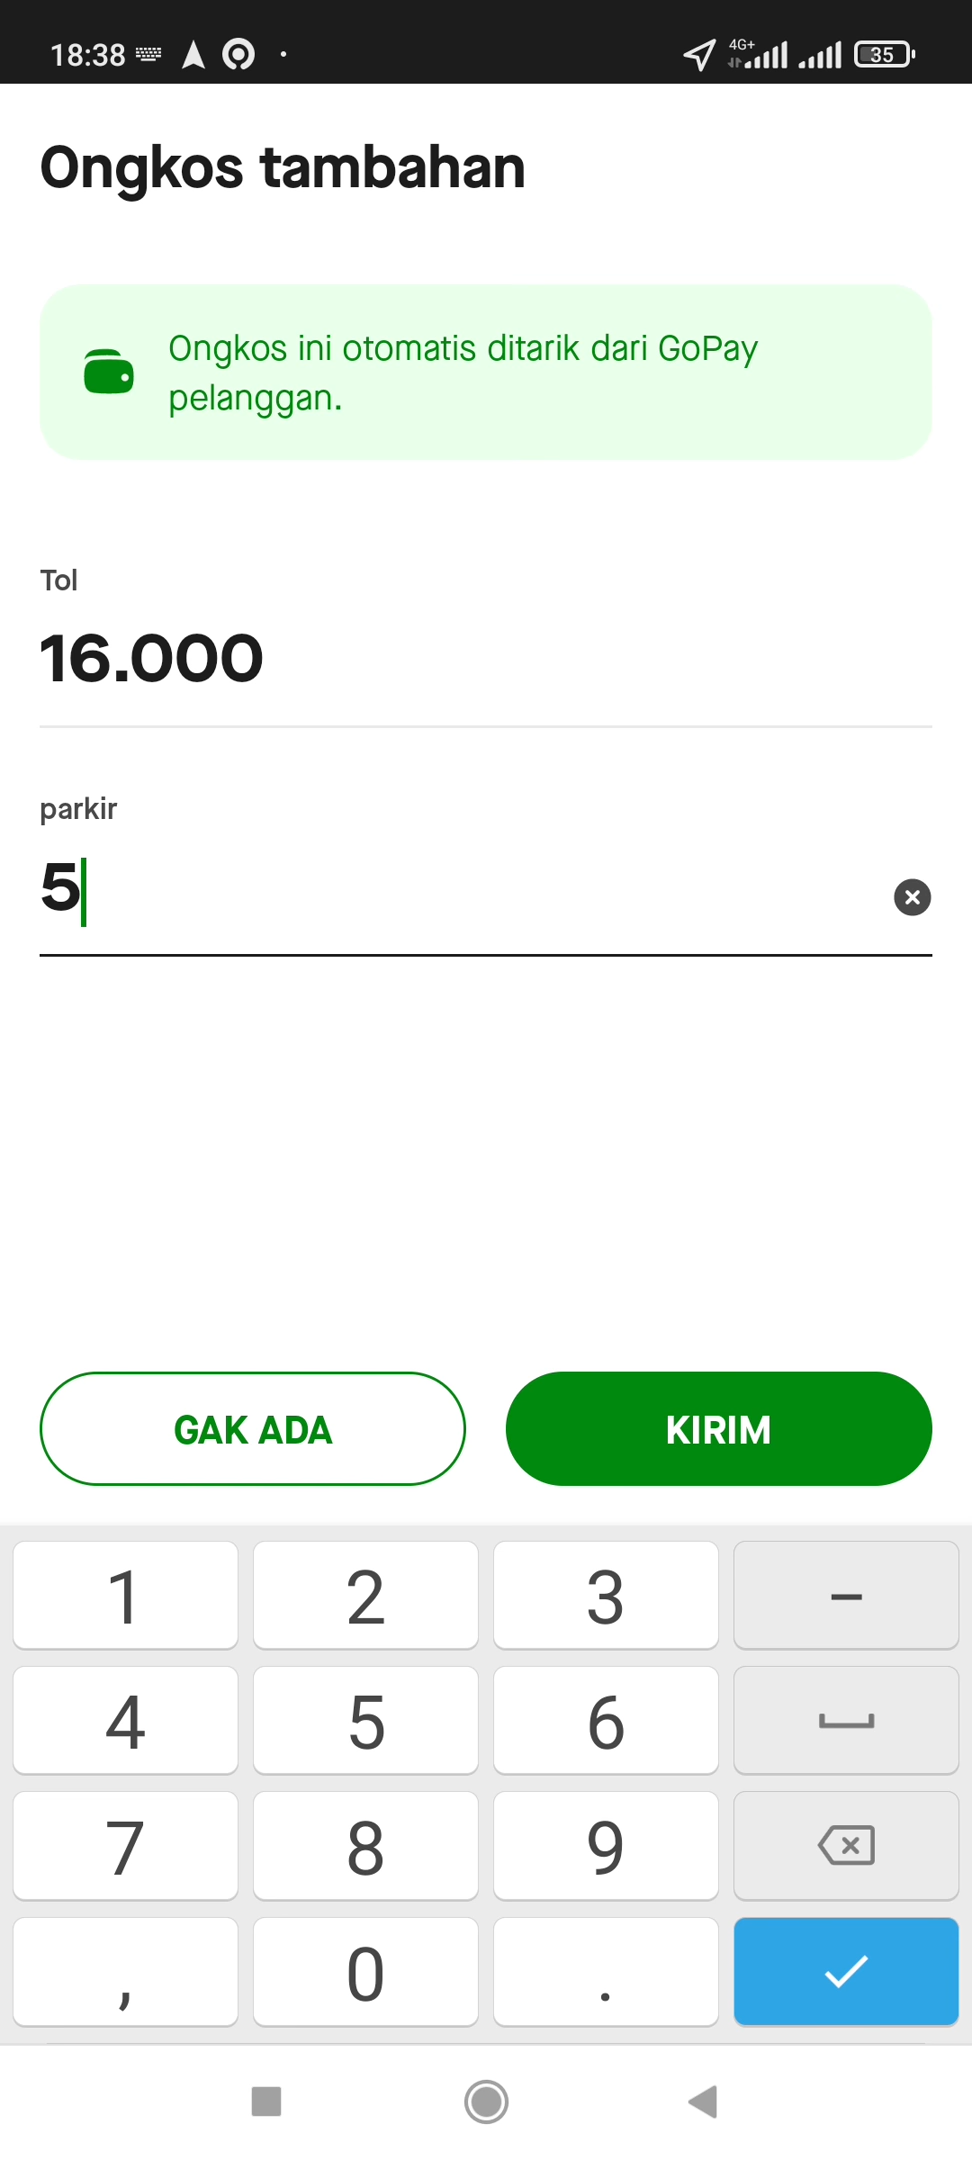 18:38
4G+
35
Ongkos tambahan
Ongkos ini otomatis ditarik dari GoPay
pelanggan.
Tol
16.000
parkir
5
GAK ADA
KIRIM
1 2 3 -
4 5 6
7 8 9
, 0 .